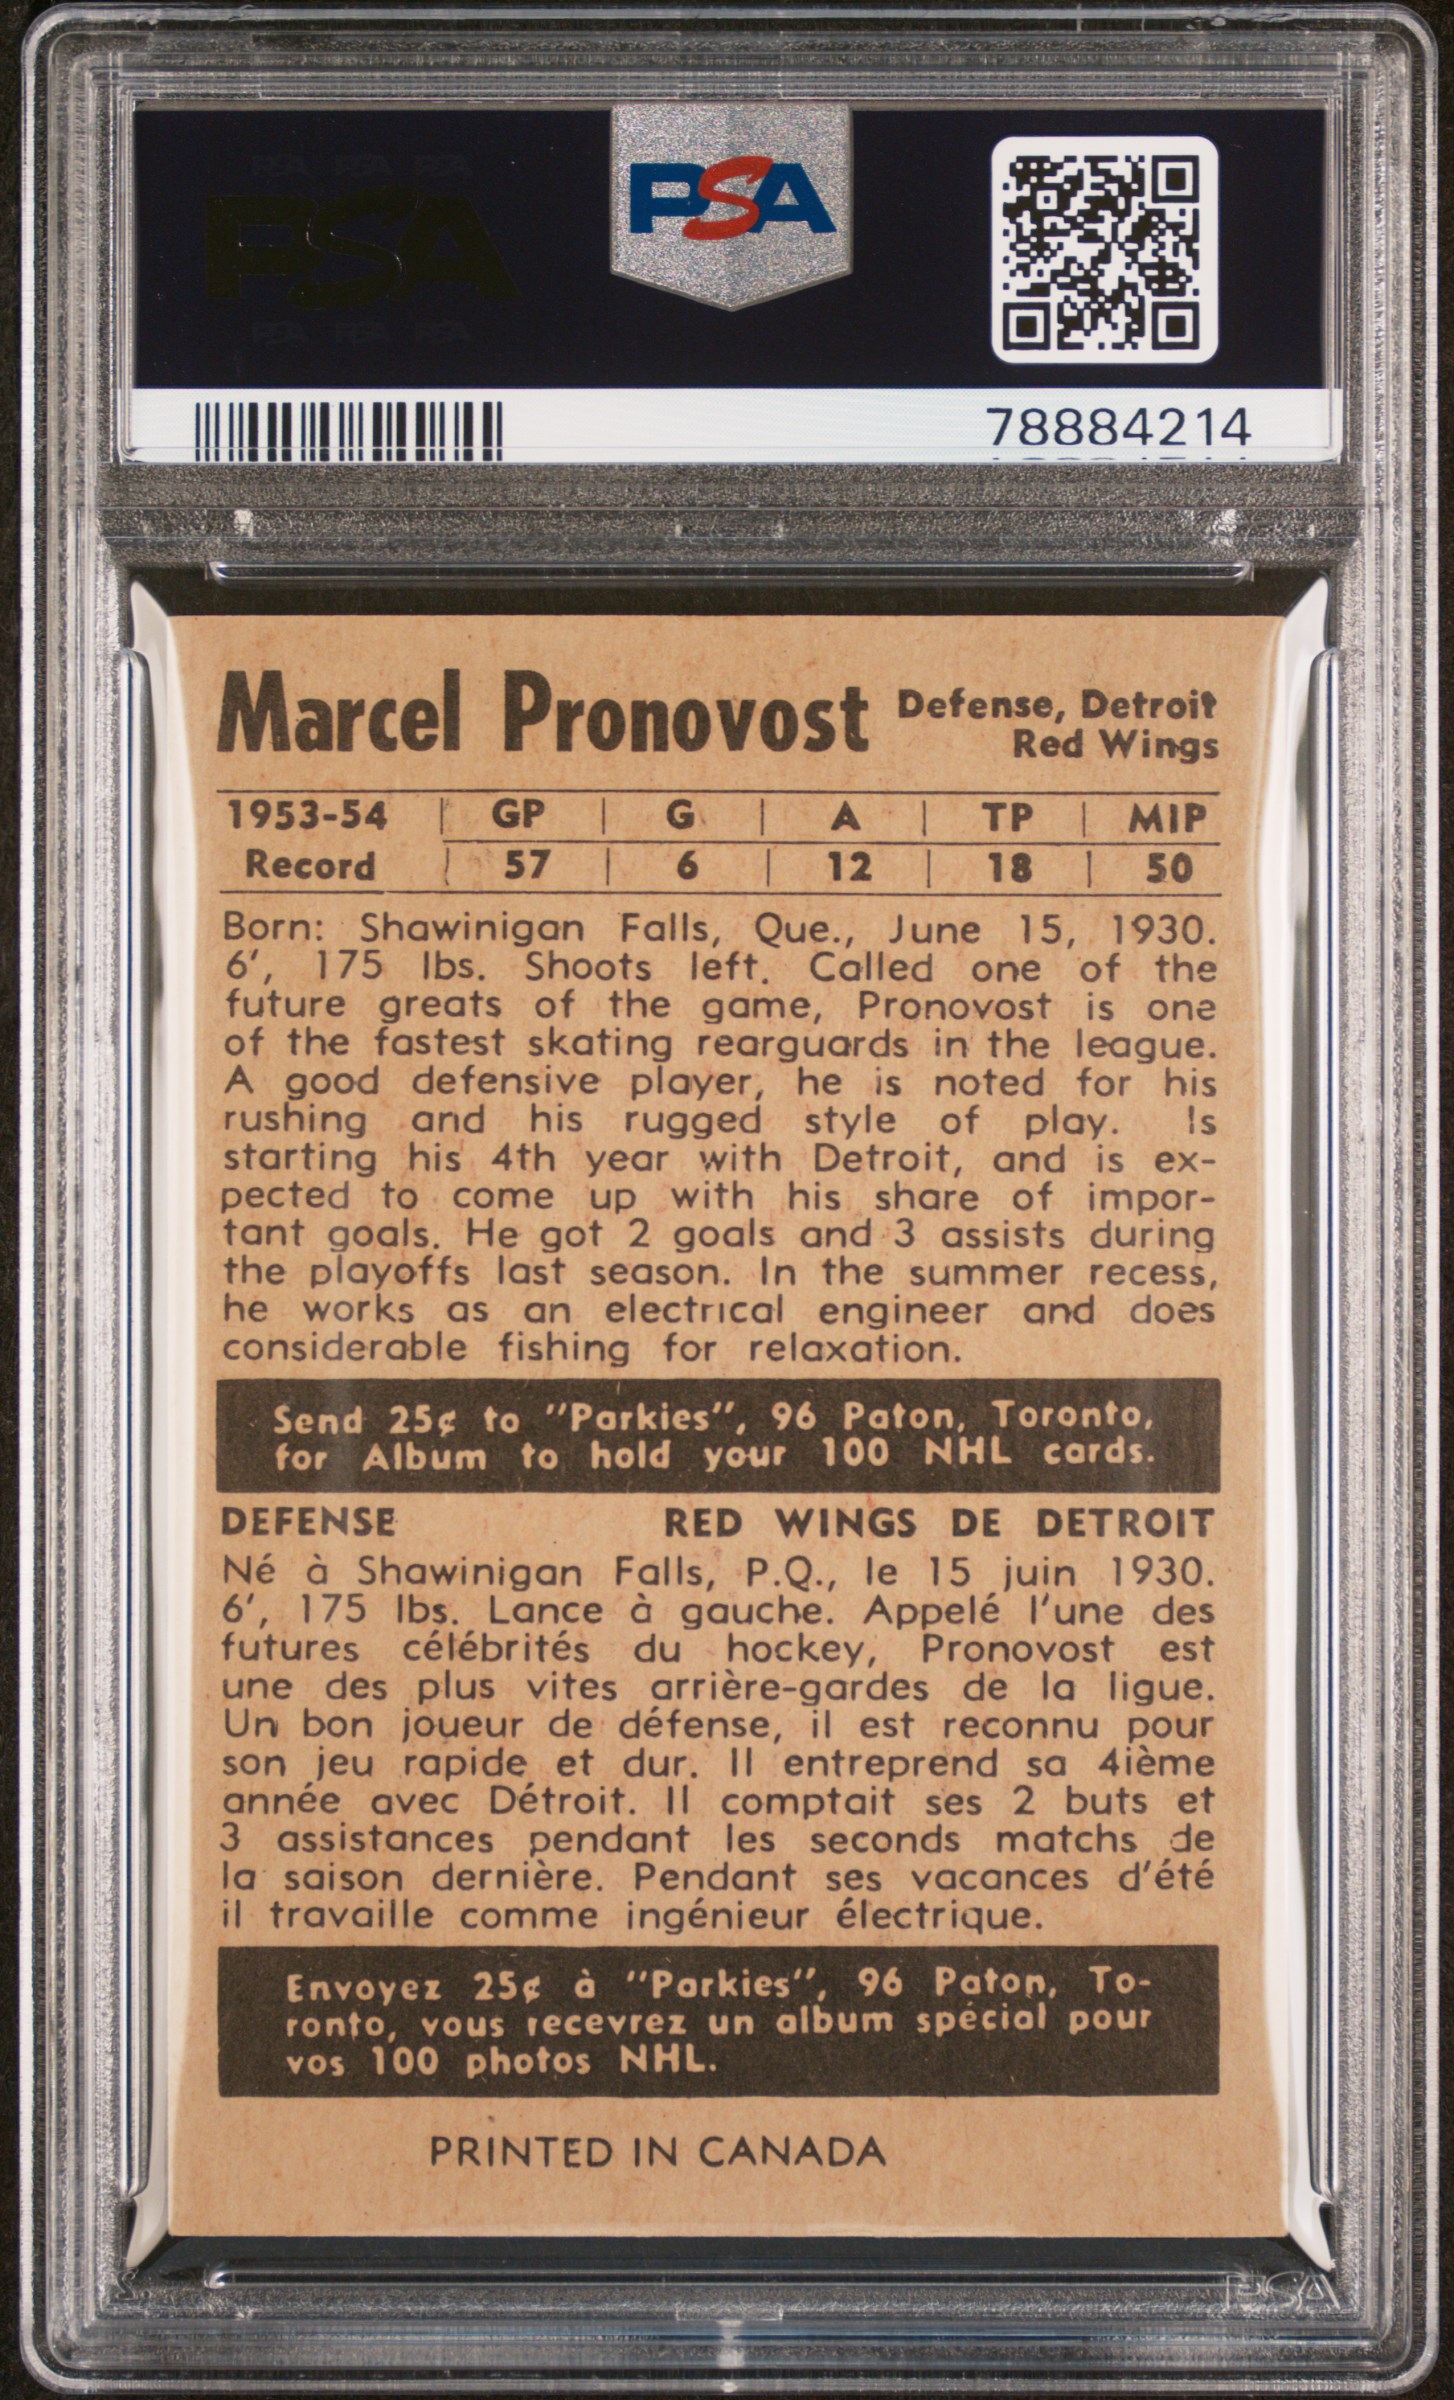 PSA
PSA
78884214
Marcel Pronovost
Defense, Detroit
Red Wings
1953-54 | GP | G | A | TP | MIP
Record | 57 | 6 | 12 | 18 | 50
Born: Shawinigan Falls, Que., June 15, 1930.
6', 175 lbs. Shoots left. Called one of the
future greats of the game, Pronovost is one
of the fastest skating rearguards in the league.
A good defensive player, he is noted for his
rushing and his rugged style of play. Is
starting his 4th year with Detroit, and is ex-
pected to come up with his share of impor-
tant goals. He got 2 goals and 3 assists during
the playoffs last season. In the summer recess,
he works as an electrical engineer and does
considerable fishing for relaxation.
Send 25¢ to "Parkies", 96 Paton, Toronto,
for Album to hold your 100 NHL cards.
DEFENSE RED WINGS DE DETROIT
Né à Shawinigan Falls, P.Q., le 15 juin 1930.
6', 175 lbs. Lance à gauche. Appelé l'une des
futures célébrités du hockey, Pronovost est
une des plus vites arrière-gardes de la ligue.
Un bon joueur de défense, il est reconnu pour
son jeu rapide et dur. Il entreprend sa 4ième
année avec Détroit. Il comptait ses 2 buts et
3 assistances pendant les seconds matchs de
la saison dernière. Pendant ses vacances d'été
il travaille comme ingénieur électrique.
Envoyez 25¢ à "Parkies", 96 Paton, To-
ronto, vous recevrez un album spécial pour
vos 100 photos NHL.
PRINTED IN CANADA
PSA